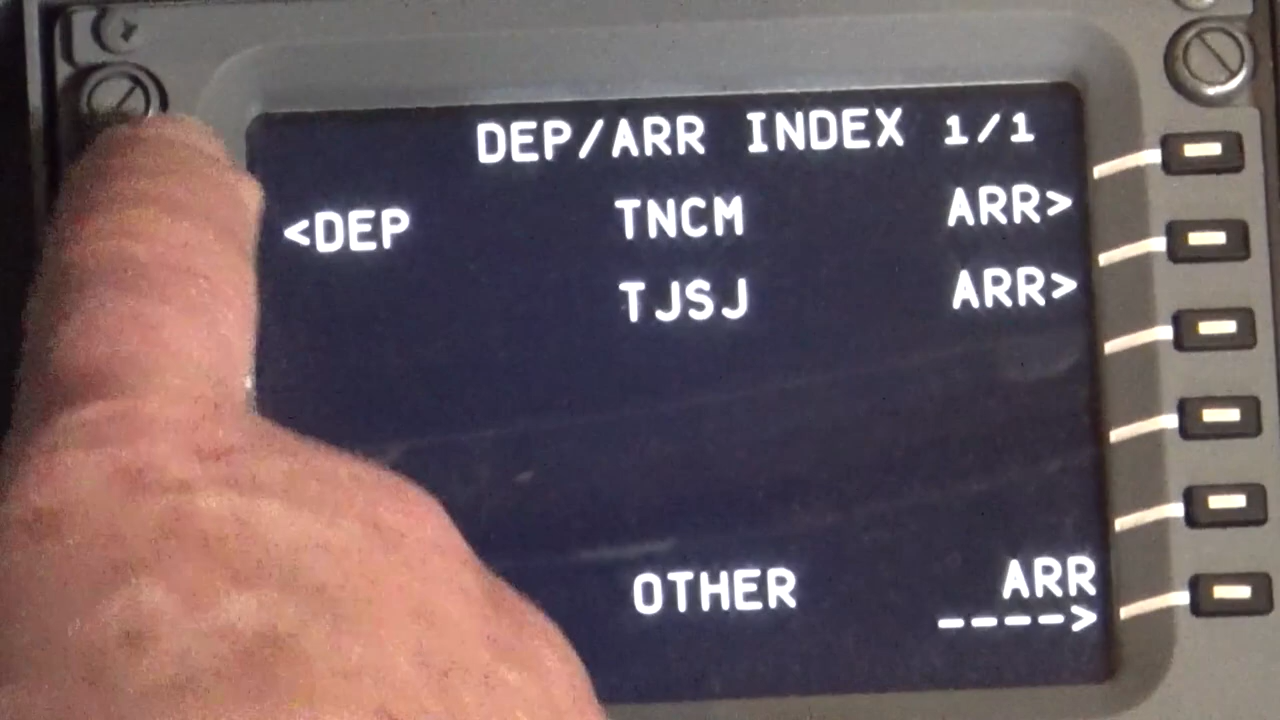 DEP/ARR INDEX 1/1
<DEP TNCM ARR>
TJSJ ARR>
OTHER ARR
---->